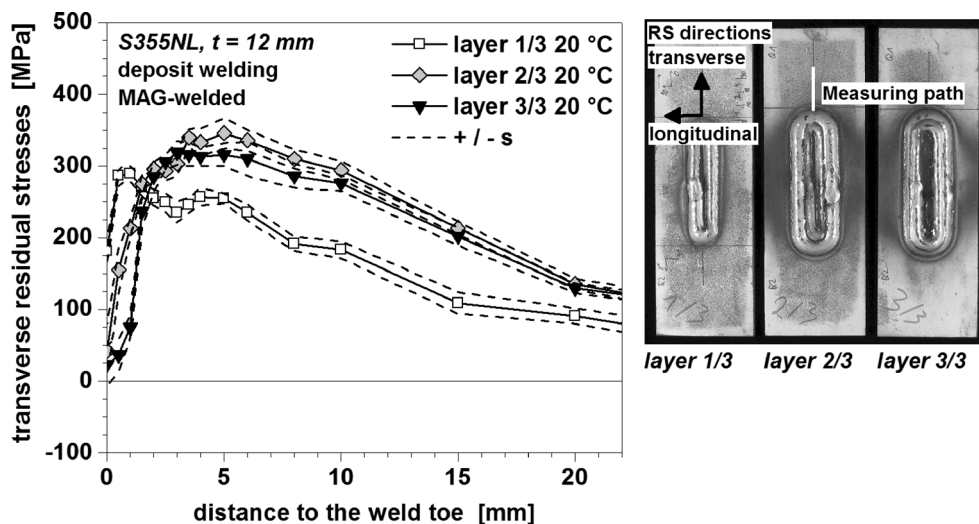 500
400
300
200
100
0
-100
transverse residual stresses [MPa]
S355NL, t = 12 mm
deposit welding
MAG-welded
layer 1/3 20 °C
layer 2/3 20 °C
layer 3/3 20 °C
+ / - s
0
5
10
15
20
distance to the weld toe [mm]
RS directions
transverse
longitudinal
Measuring path
1/3
2/3
3/3
layer 1/3
layer 2/3
layer 3/3